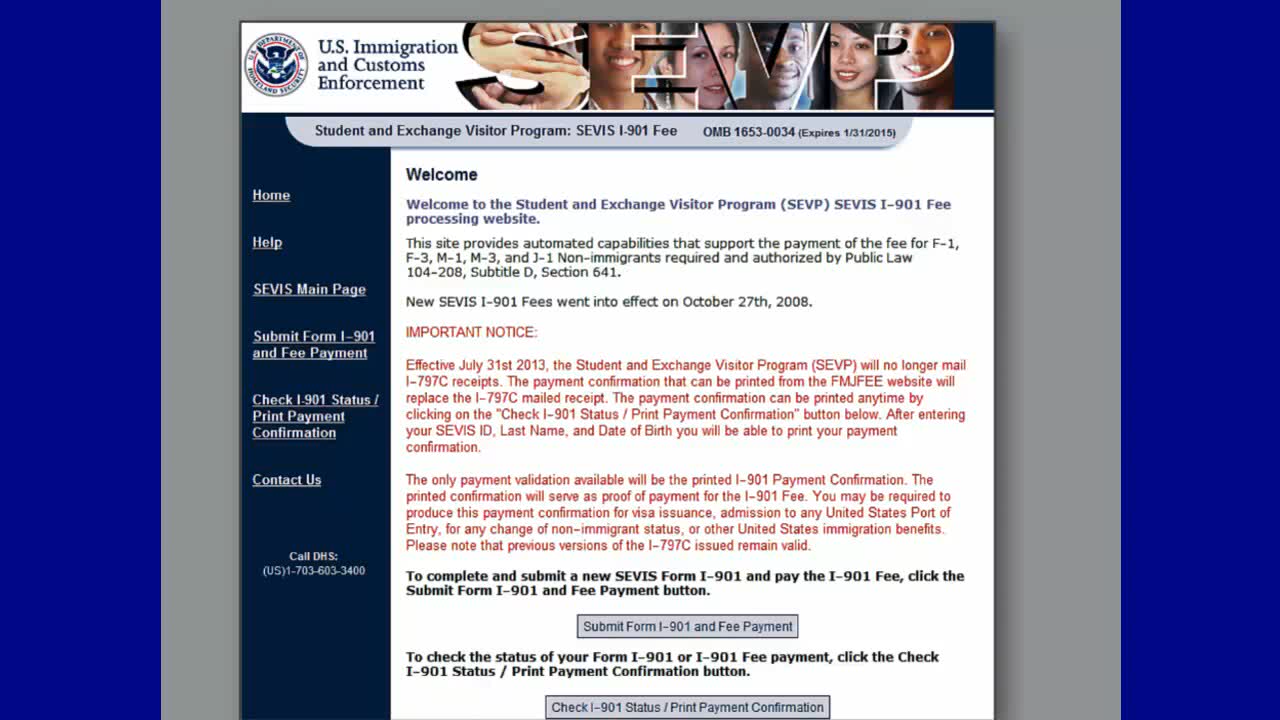 U.S. Immigration
and Customs
Enforcement
SEVP
U.S. DEPARTMENT OF
HOMELAND SECURITY
Student and Exchange Visitor Program: SEVIS I-901 Fee OMB 1653-0034 (Expires 1/31/2015)
Home
Help
SEVIS Main Page
Submit Form I-901
and Fee Payment
Check I-901 Status /
Print Payment
Confirmation
Contact Us
Call DHS:
(US)1-703-603-3400
Welcome
Welcome to the Student and Exchange Visitor Program (SEVP) SEVIS I-901 Fee
processing website.
This site provides automated capabilities that support the payment of the fee for F-1,
F-3, M-1, M-3, and J-1 Non-immigrants required and authorized by Public Law
104-208, Subtitle D, Section 641.
New SEVIS I-901 Fees went into effect on October 27th, 2008.
IMPORTANT NOTICE:
Effective July 31st 2013, the Student and Exchange Visitor Program (SEVP) will no longer mail
I-797C receipts. The payment confirmation that can be printed from the FMJFEE website will
replace the I-797C mailed receipt. The payment confirmation can be printed anytime by
clicking on the "Check I-901 Status / Print Payment Confirmation" button below. After entering
your SEVIS ID, Last Name, and Date of Birth you will be able to print your payment
confirmation.
The only payment validation available will be the printed I-901 Payment Confirmation. The
printed confirmation will serve as proof of payment for the I-901 Fee. You may be required to
produce this payment confirmation for visa issuance, admission to any United States Port of
Entry, for any change of non-immigrant status, or other United States immigration benefits.
Please note that previous versions of the I-797C issued remain valid.
To complete and submit a new SEVIS Form I-901 and pay the I-901 Fee, click the
Submit Form I-901 and Fee Payment button.
Submit Form I-901 and Fee Payment
To check the status of your Form I-901 or I-901 Fee payment, click the Check
I-901 Status / Print Payment Confirmation button.
Check I-901 Status / Print Payment Confirmation